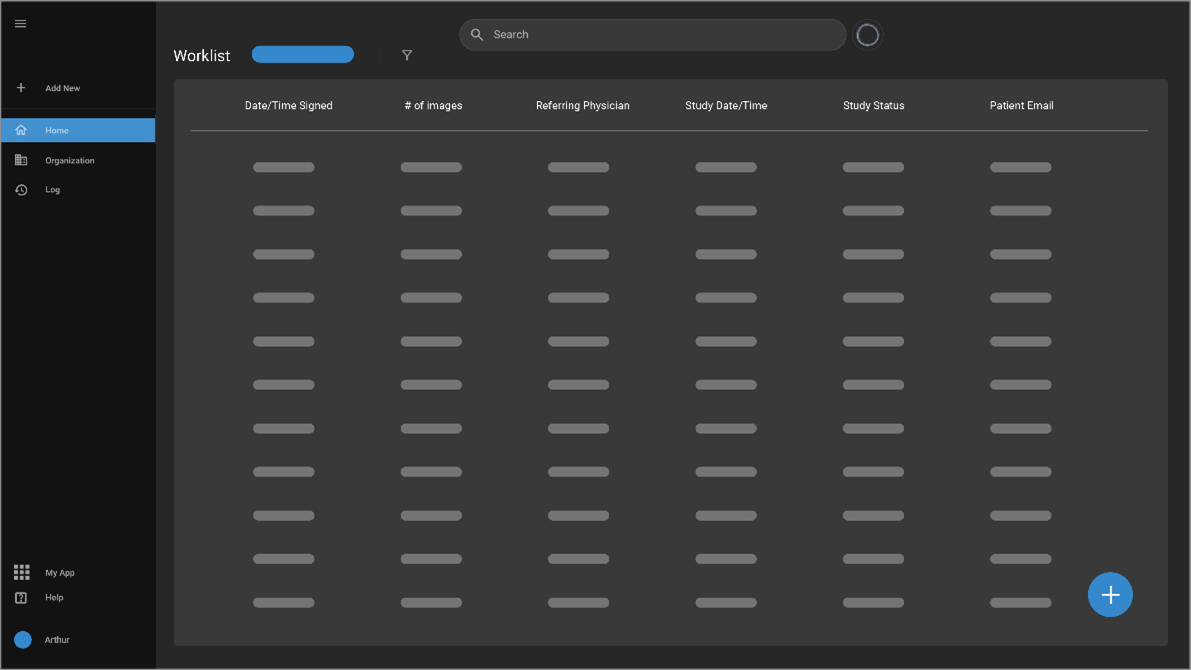 Search
Worklist
Add New
Date/Time Signed # of images Referring Physician Study Date/Time Study Status Patient Email
Home
Organization
Log
My App
Help
Arthur